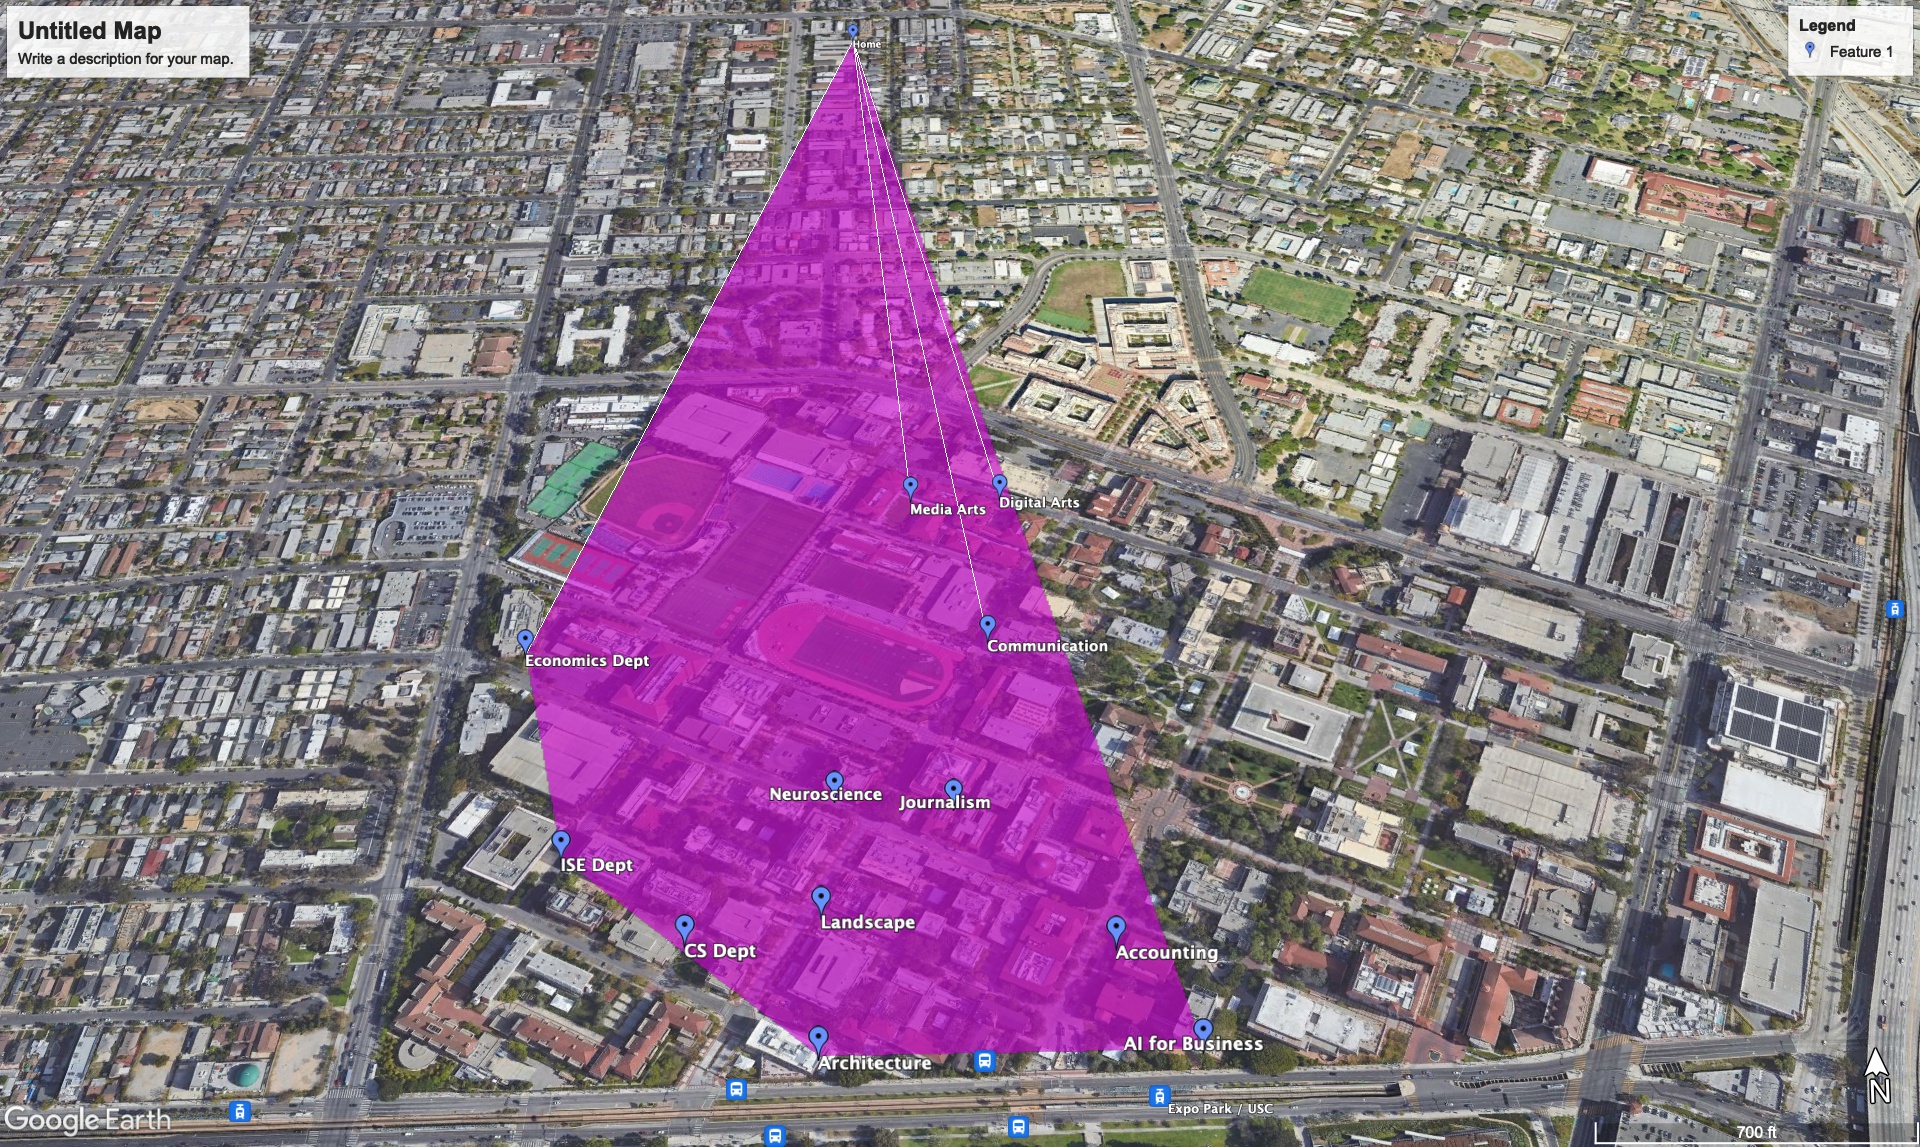 Untitled Map
Write a description for your map.
Legend
Feature 1
Home
Media Arts
Digital Arts
Communication
Economics Dept
Neuroscience
Journalism
ISE Dept
Landscape
CS Dept
Accounting
AI for Business
Architecture
Expo Park / USC
N
Google Earth
700 ft